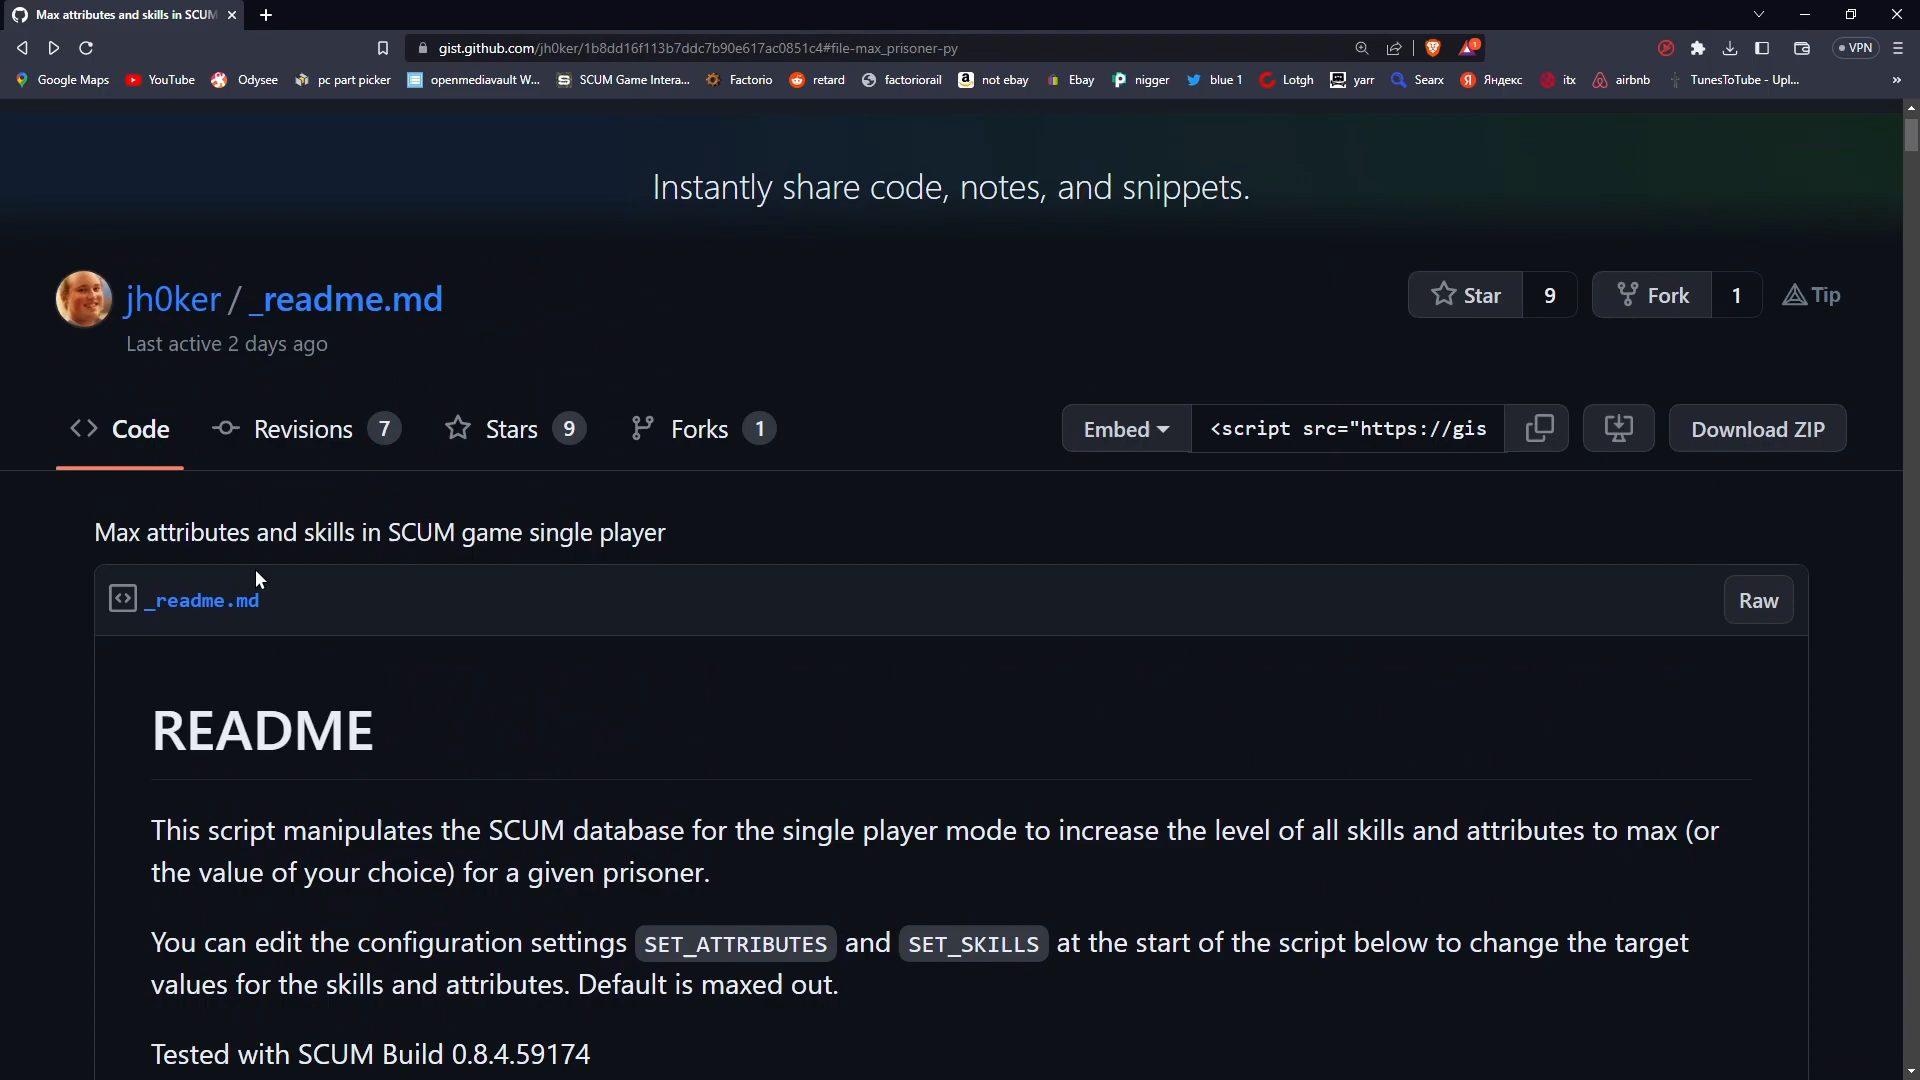 Max attributes and skills in SCUM
gist.github.com/jh0ker/1b8dd16f113b7ddc7b90e617ac0851c4#file-max_prisoner-py
1
VPN
Google Maps YouTube Odysee pc part picker openmediavault W... SCUM Game Intera... Factorio retard factoriorail not ebay Ebay nigger blue 1 Lotgh yarr Searx Яндекс itx airbnb TunesToTube - Upl... »
Instantly share code, notes, and snippets.
jh0ker / _readme.md
Star 9 Fork 1 Tip
Last active 2 days ago
Code Revisions 7 Stars 9 Forks 1 Embed <script src="https://gis Download ZIP
Max attributes and skills in SCUM game single player
_readme.md Raw
README
This script manipulates the SCUM database for the single player mode to increase the level of all skills and attributes to max (or
the value of your choice) for a given prisoner.
You can edit the configuration settings SET_ATTRIBUTES and SET_SKILLS at the start of the script below to change the target
values for the skills and attributes. Default is maxed out.
Tested with SCUM Build 0.8.4.59174